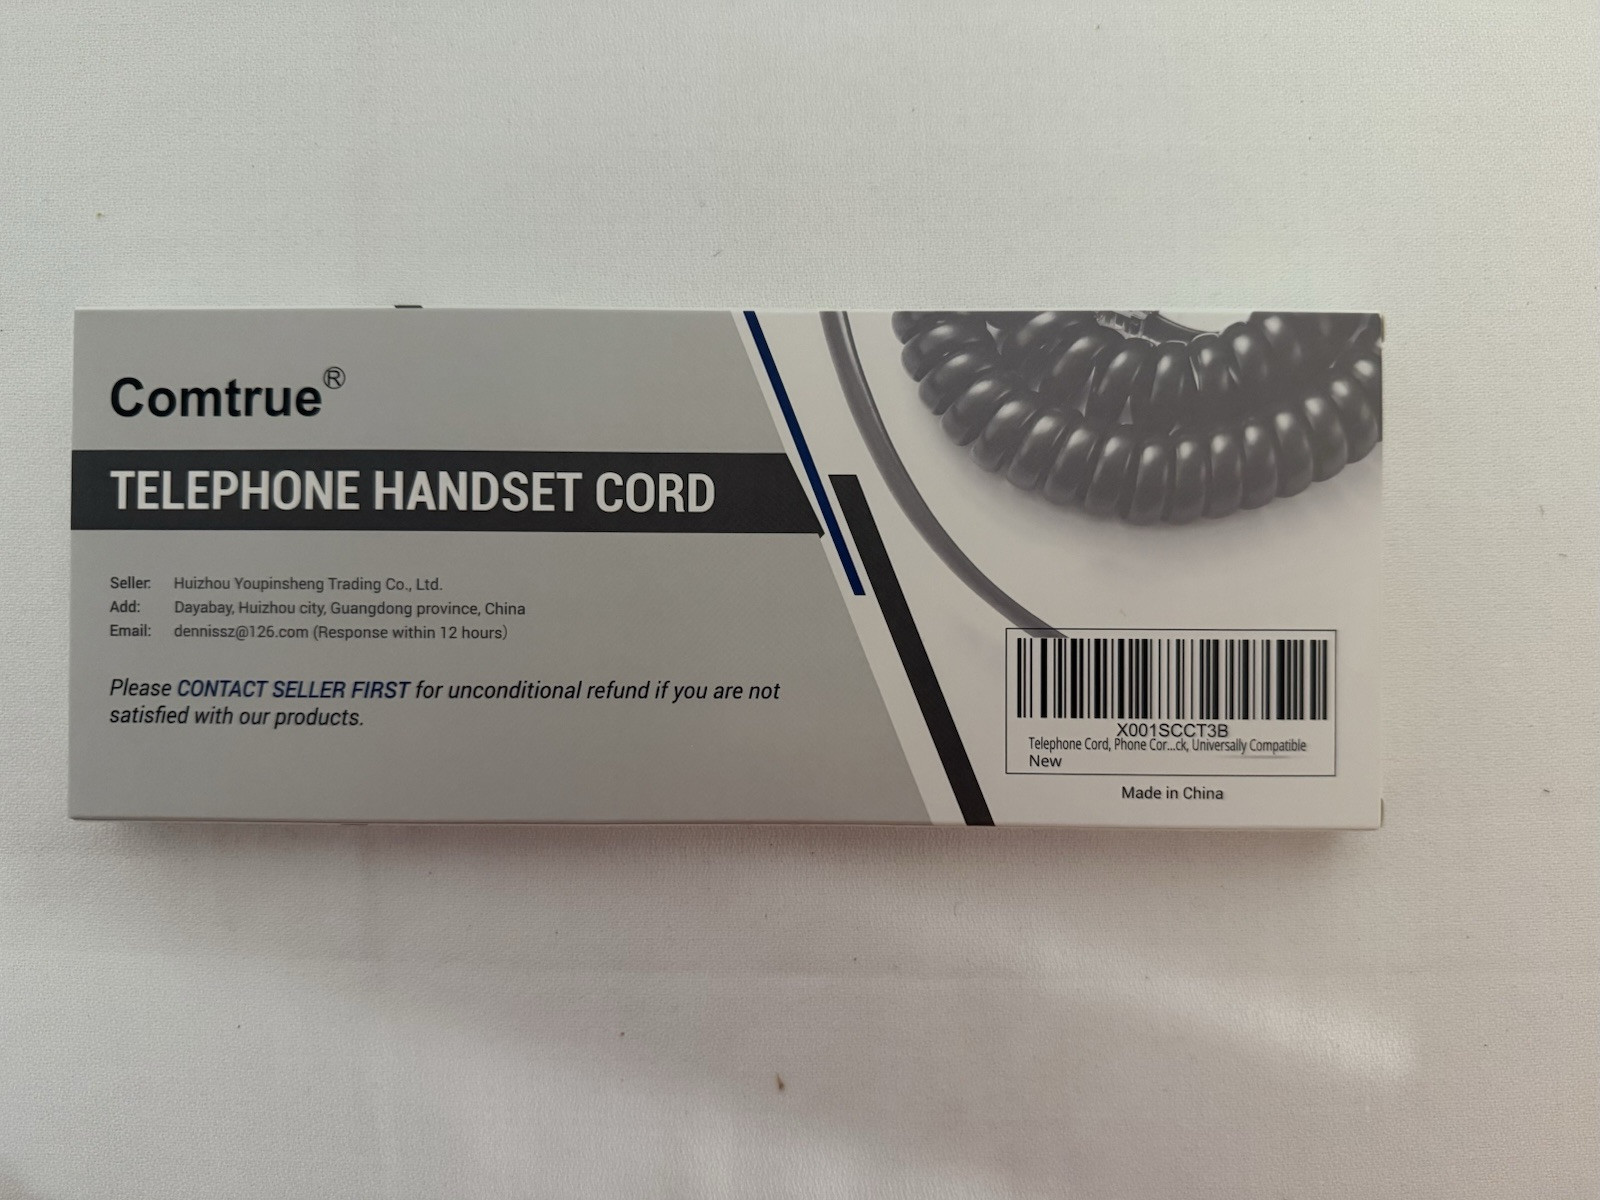 Comtrue®
TELEPHONE HANDSET CORD
Seller: Huizhou Youpinsheng Trading Co., Ltd.
Add: Dayabay, Huizhou city, Guangdong province, China
Email: dennissz@126.com (Response within 12 hours)
Please CONTACT SELLER FIRST for unconditional refund if you are not
satisfied with our products.
X001SCCT3B
Telephone Cord, Phone Cor...ck, Universally Compatible
New
Made in China